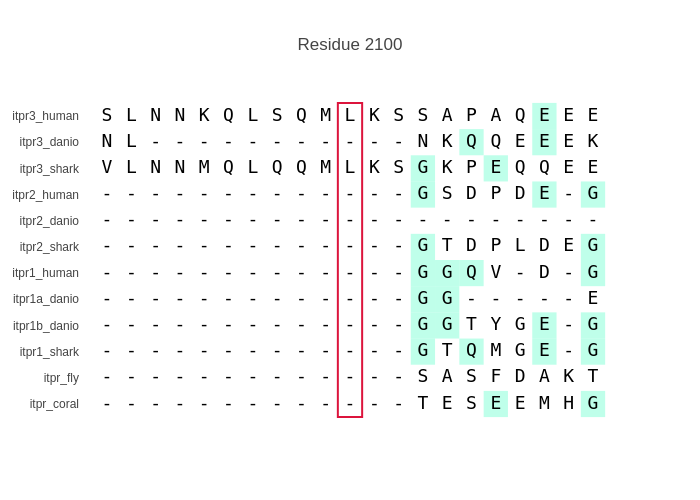 Residue 2100
itpr3_human S L N N K Q L S Q M L K S S A P A Q E E E
itpr3_danio N L - - - - - - - - - - - N K Q Q E E E K
itpr3_shark V L N N M Q L Q Q M L K S G K P E Q Q E E
itpr2_human - - - - - - - - - - - - - G S D P D E - G
itpr2_danio - - - - - - - - - - - - - - - - - - - - -
itpr2_shark - - - - - - - - - - - - - G T D P L D E G
itpr1_human - - - - - - - - - - - - - G G Q V - D - G
itpr1a_danio - - - - - - - - - - - - - G G - - - - - E
itpr1b_danio - - - - - - - - - - - - - G G T Y G E - G
itpr1_shark - - - - - - - - - - - - - G T Q M G E - G
itpr_fly - - - - - - - - - - - - - S A S F D A K T
itpr_coral - - - - - - - - - - - - - T E S E E M H G